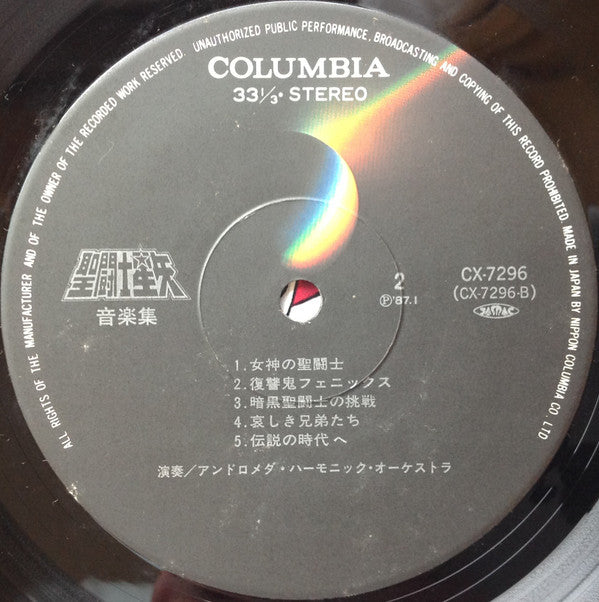 ALL RIGHTS OF THE MANUFACTURER AND OF THE OWNER OF THE RECORDED WORK RESERVED. UNAUTHORIZED PUBLIC PERFORMANCE, BROADCASTING AND COPYING OF THIS RECORD PROHIBITED. MADE IN JAPAN BY NIPPON COLUMBIA CO. LTD
COLUMBIA
33⅓• STEREO
聖闘士星矢
音楽集
2
Ⓟ'87.1
CX-7296
(CX-7296-B)
JASRAC
1.女神の聖闘士
2.復讐鬼フェニックス
3.暗黒聖闘士の挑戦
4.哀しき兄弟たち
5.伝説の時代へ
演奏/アンドロメダ・ハーモニック・オーケストラ